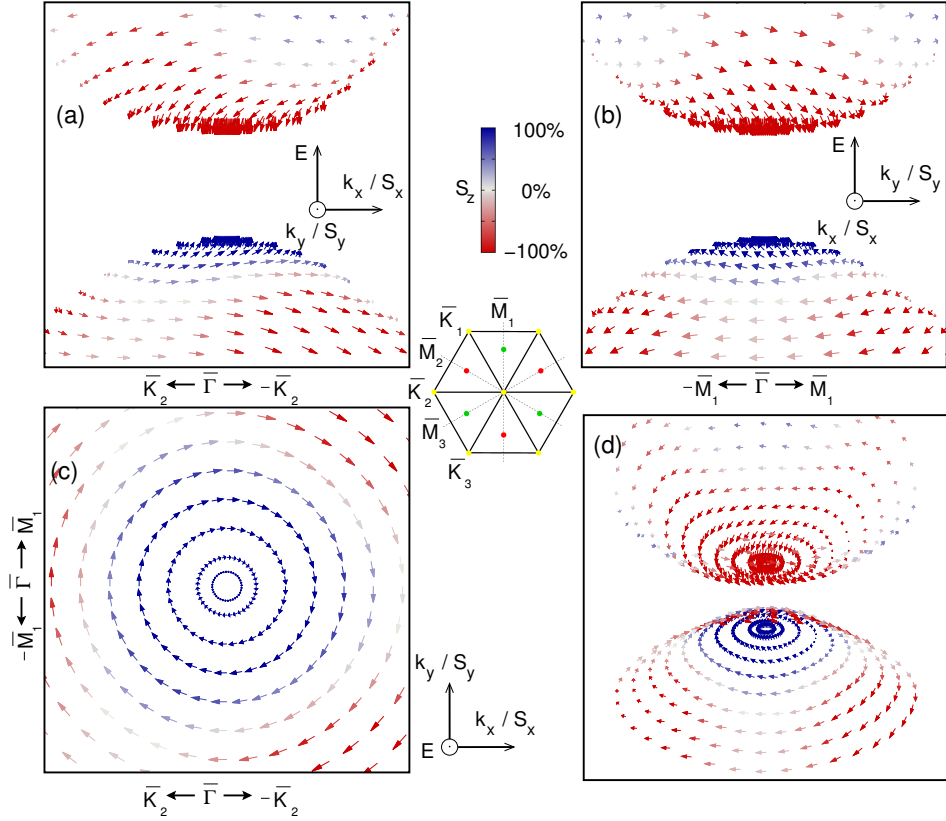 (a)
E
k_x / S_x
k_y / S_y
K̅_2 ⟵ Γ̅ ⟶ -K̅_2
100%
S_z
0%
−100%
(b)
E
k_y / S_y
k_x / S_x
-M̅_1 ⟵ Γ̅ ⟶ M̅_1
K̅_1
M̅_1
M̅_2
K̅_2
M̅_3
K̅_3
(c)
-M̅_1 ⟵ Γ̅ ⟶ M̅_1
K̅_2 ⟵ Γ̅ ⟶ -K̅_2
k_y / S_y
k_x / S_x
E
(d)